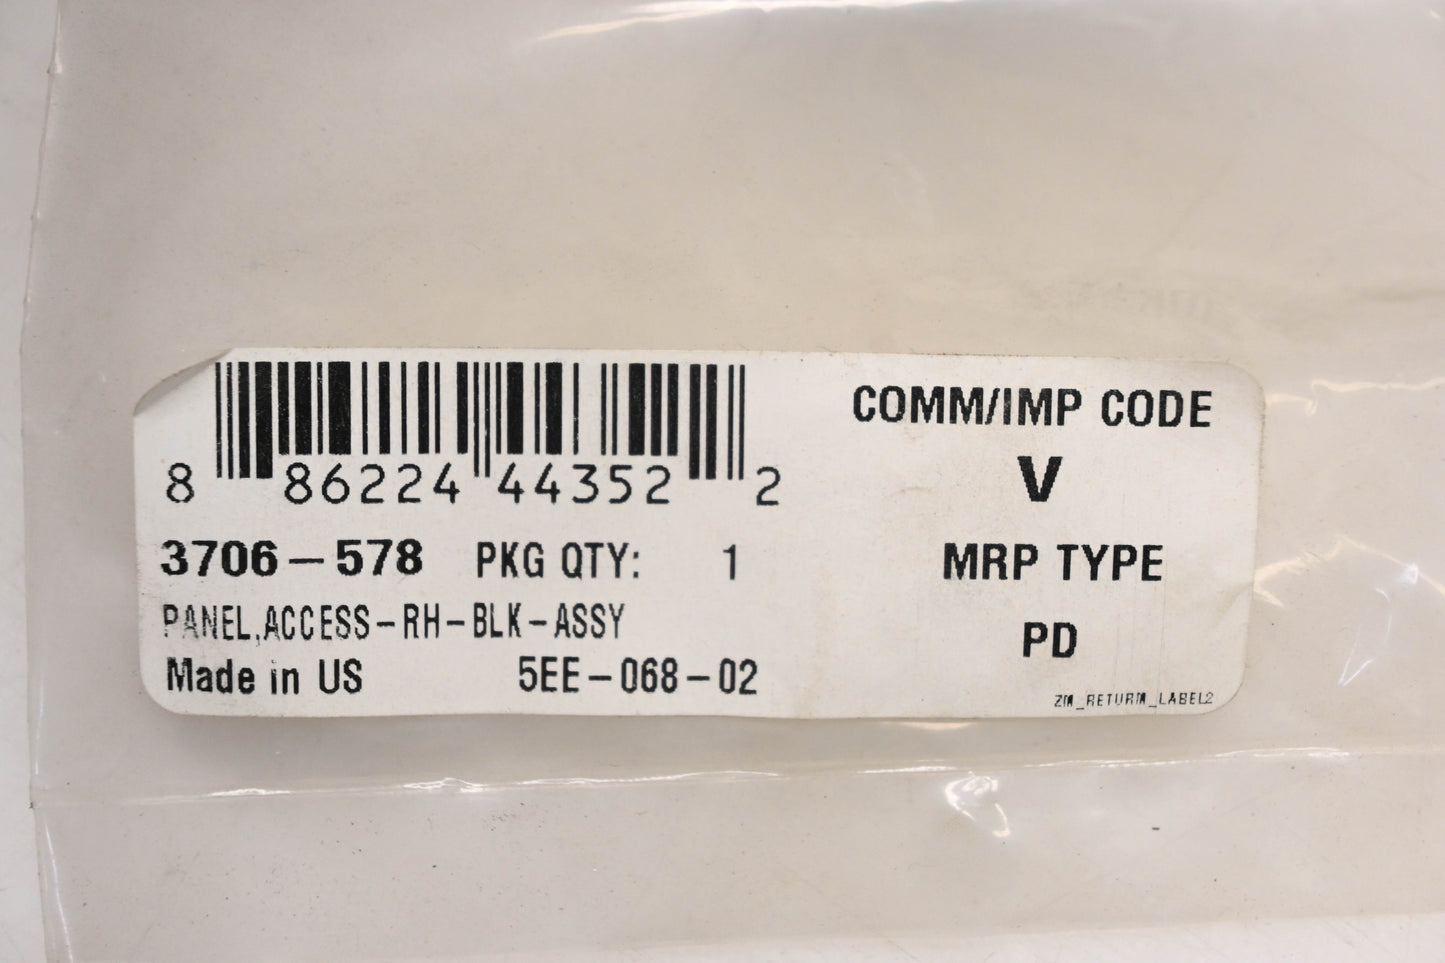 8 86224 44352 2
3706-578 PKG QTY: 1
PANEL,ACCESS-RH-BLK-ASSY
Made in US 5EE-068-02
COMM/IMP CODE
V
MRP TYPE
PD
ZM_RETURM_LABEL2